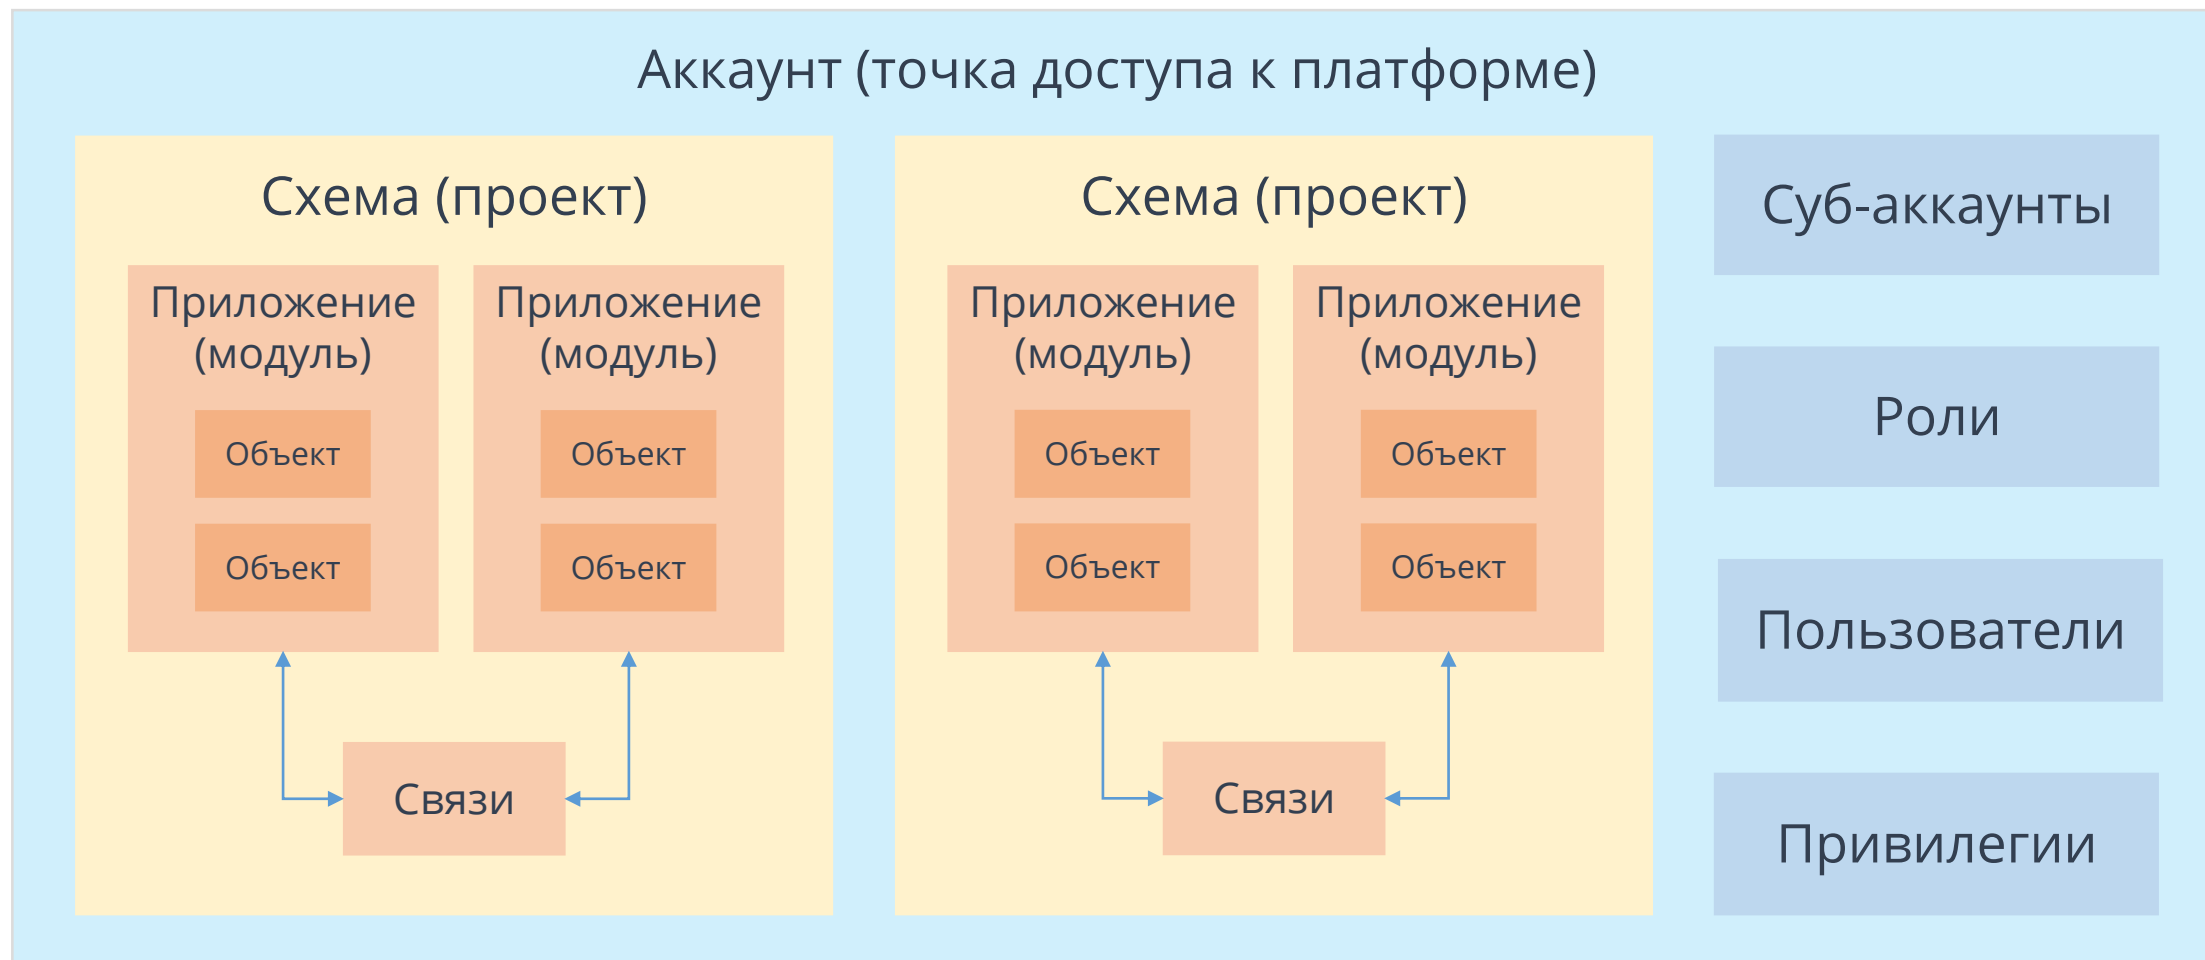 Аккаунт (точка доступа к платформе)
Схема (проект)
Приложение
(модуль)
Объект
Объект
Приложение
(модуль)
Объект
Объект
Связи
Схема (проект)
Приложение
(модуль)
Объект
Объект
Приложение
(модуль)
Объект
Объект
Связи
Суб-аккаунты
Роли
Пользователи
Привилегии